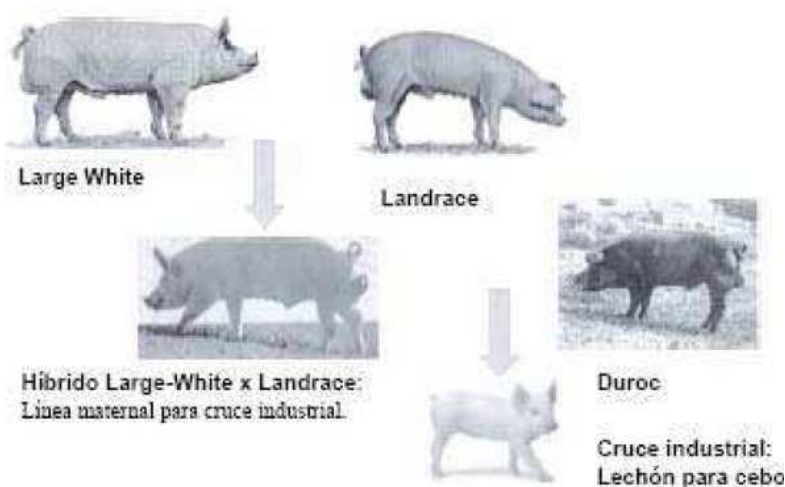 Large White
Landrace
Híbrido Large-White x Landrace:
Línea maternal para cruce industrial.
Duroc
Cruce industrial:
Lechón para cebo